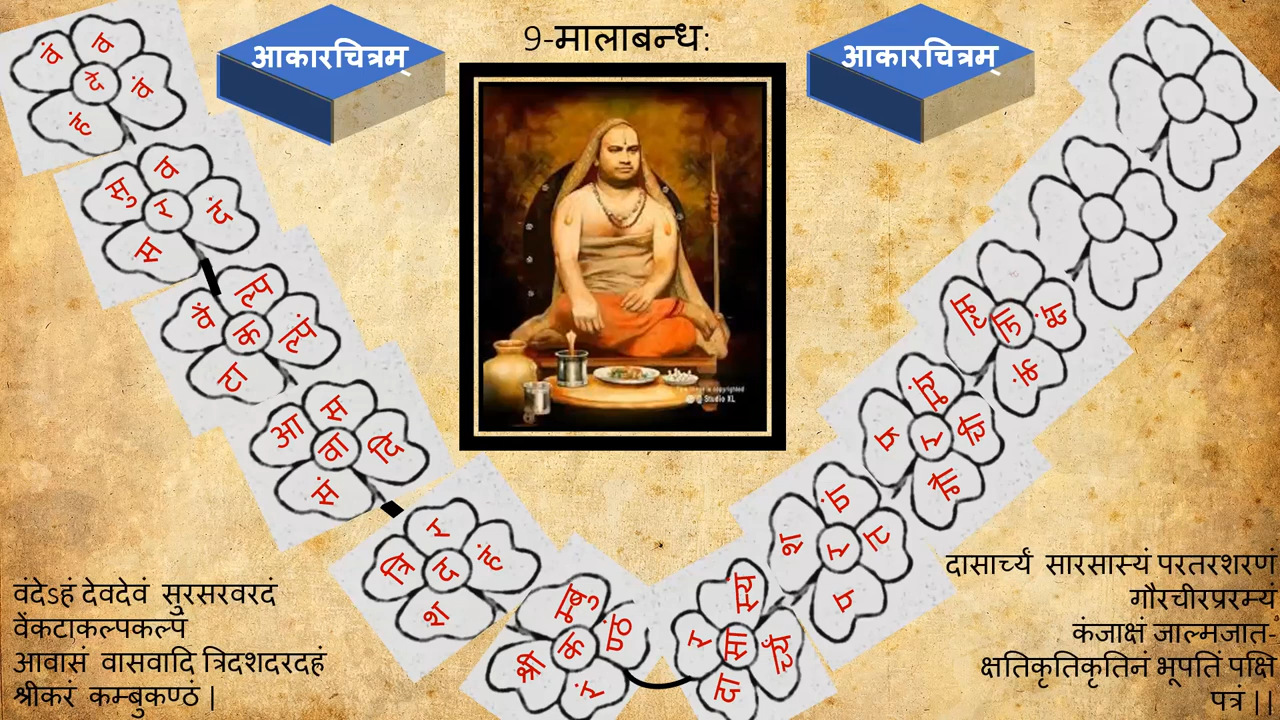 9-मालाबन्ध:
आकारचित्रम्
आकारचित्रम्
वं
व
दे
वं
हं
सु
व
र
दं
स
वें
ल्प
क
ल्पं
टा
आ
स
वा
दि
सं
त्रि
र
द
हं
श
श्री
म्बु
क
ण्ठं
रं
र
स्य
सा
र्च्यं
दा
श
णं
र
त
प
प्र
म्यं
र
ची
गौ
ल्म
जा
क्षं
कं
वंदेऽहं देवदेवं सुरसरवरदं
वेंकटाकल्पकल्पं
आवासं वासवादि त्रिदशदरदह्रं
श्रीकरं कम्बुकण्ठं |
दासार्च्यं सारसास्यं परतरशरणं
गौरचीरप्ररम्यं
कंजाक्षं जाल्मजात-
क्षतिकृतिकृतिनं भूपतिं पक्षि
पत्रं ||